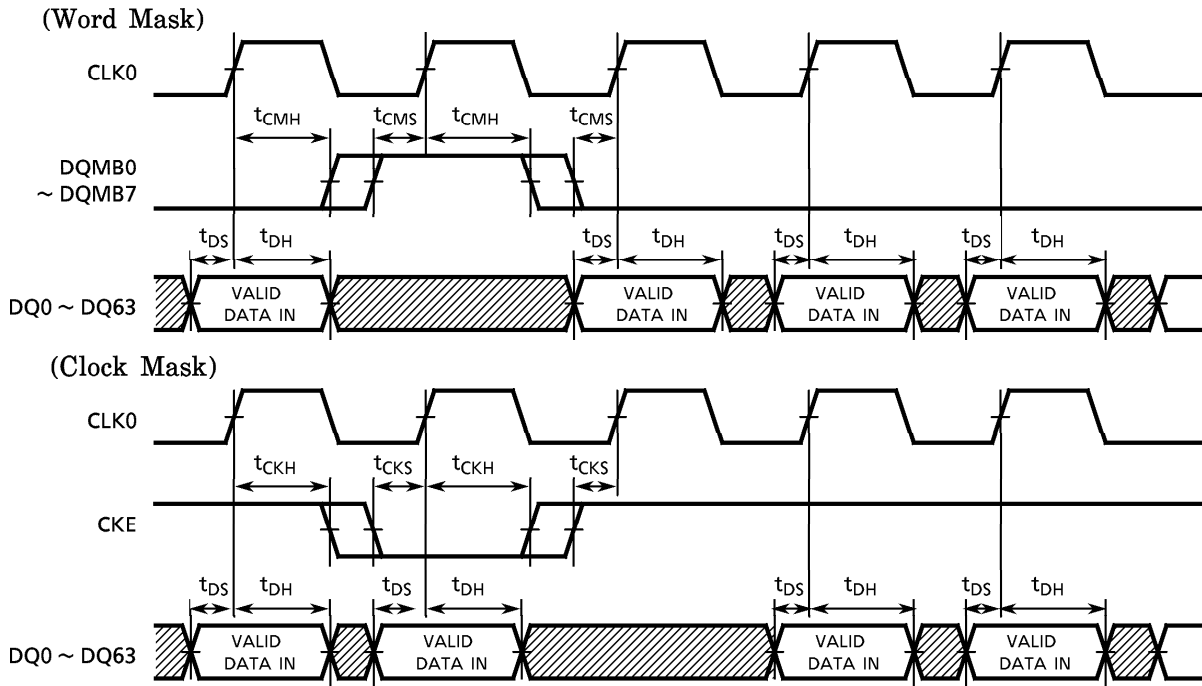 (Word Mask)
CLK0
tCMH tCMS tCMH tCMS
DQMB0
~ DQMB7
tDS tDH tDS tDH tDS tDH tDS tDH
DQ0 ~ DQ63
VALID DATA IN VALID DATA IN VALID DATA IN VALID DATA IN
(Clock Mask)
CLK0
tCKH tCKS tCKH tCKS
CKE
tDS tDH tDS tDH tDS tDH tDS tDH
DQ0 ~ DQ63
VALID DATA IN VALID DATA IN VALID DATA IN VALID DATA IN